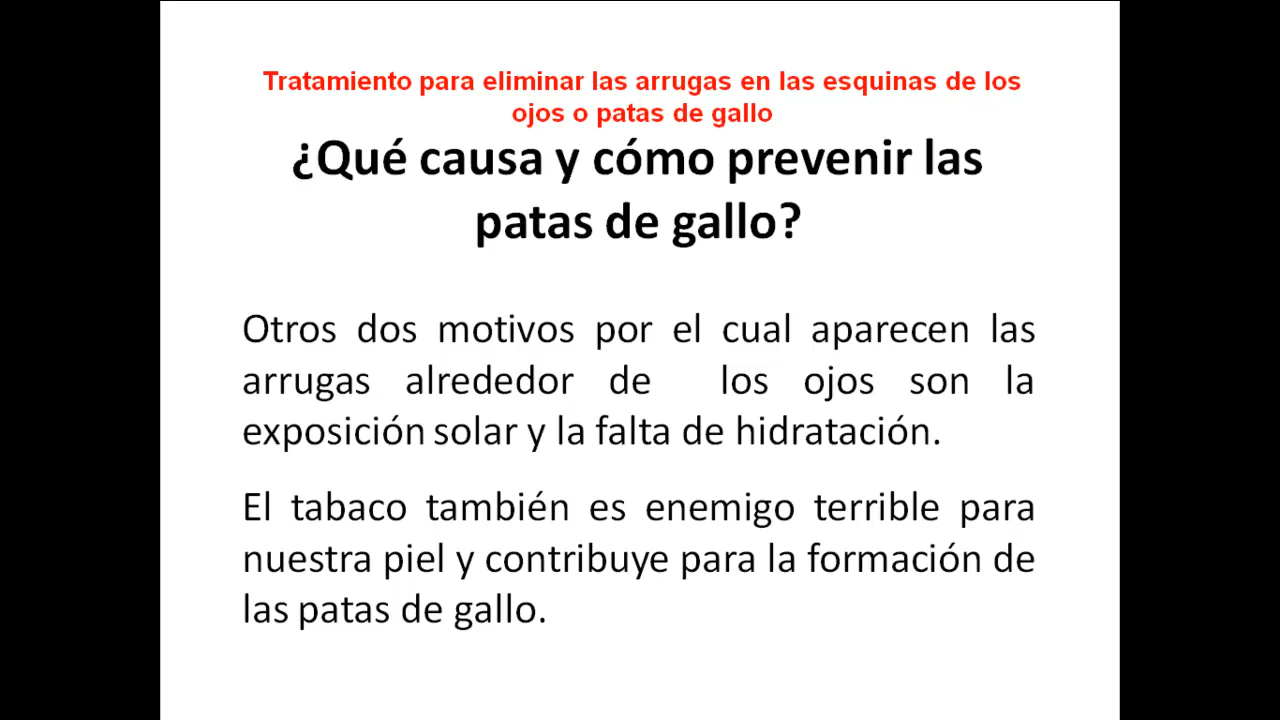 Tratamiento para eliminar las arrugas en las esquinas de los
ojos o patas de gallo
¿Qué causa y cómo prevenir las
patas de gallo?
Otros dos motivos por el cual aparecen las
arrugas alrededor de los ojos son la
exposición solar y la falta de hidratación.
El tabaco también es enemigo terrible para
nuestra piel y contribuye para la formación de
las patas de gallo.